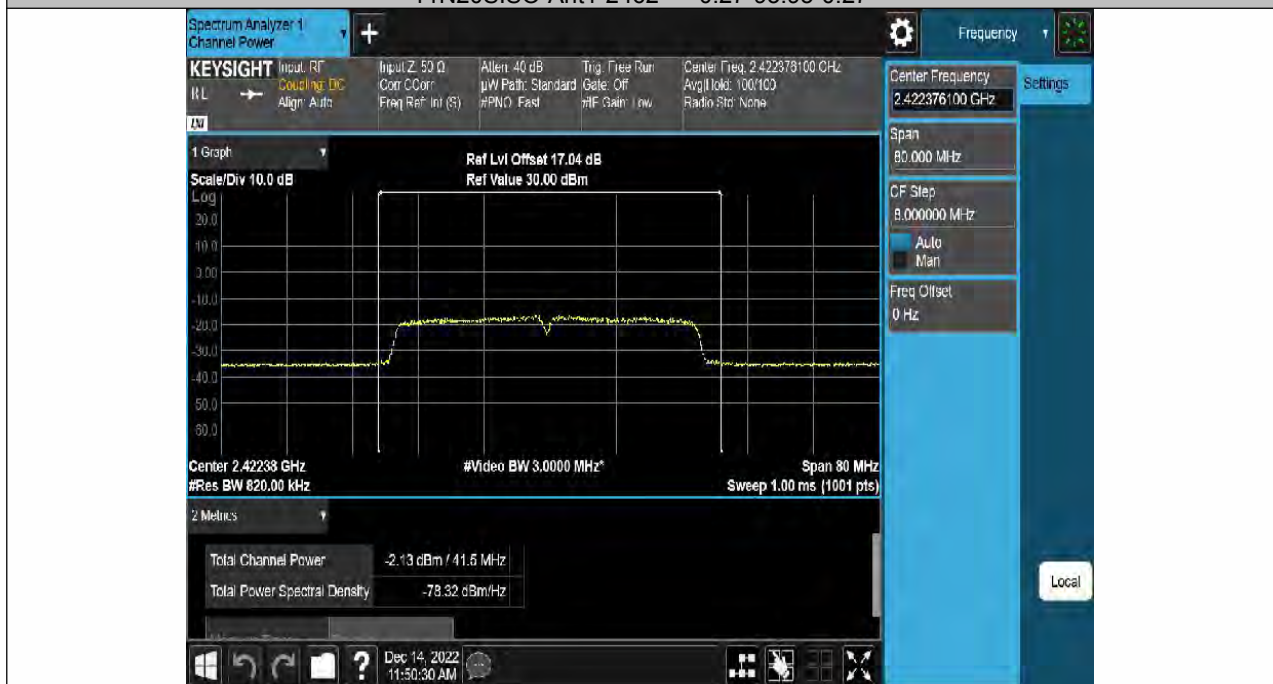 Spectrum Analyzer 1
Channel Power
+
Frequency
KEYSIGHT
Input: RF
Coupling: DC
Align: Auto
RL
LXI
Input Z: 50 Ω
Corr CCorr
Freq Ref: Int (S)
Atten: 40 dB
µW Path: Standard
#PNO: Fast
Trig: Free Run
Gate: Off
#IF Gain: Low
Center Freq: 2.422376100 GHz
Avg|Hold: 100/100
Radio Std: None
Center Frequency
2.422376100 GHz
Settings
Span
80.000 MHz
CF Step
8.000000 MHz
Auto
Man
Freq Offset
0 Hz
1 Graph
Ref Lvl Offset 17.04 dB
Scale/Div 10.0 dB
Ref Value 30.00 dBm
Log
20.0
10.0
0.00
-10.0
-20.0
-30.0
-40.0
-50.0
-60.0
Center 2.42238 GHz
#Video BW 3.0000 MHz*
Span 80 MHz
#Res BW 820.00 kHz
Sweep 1.00 ms (1001 pts)
2 Metrics
Total Channel Power
-2.13 dBm / 41.5 MHz
Total Power Spectral Density
-78.32 dBm/Hz
Local
?
Dec 14, 2022
11:50:30 AM